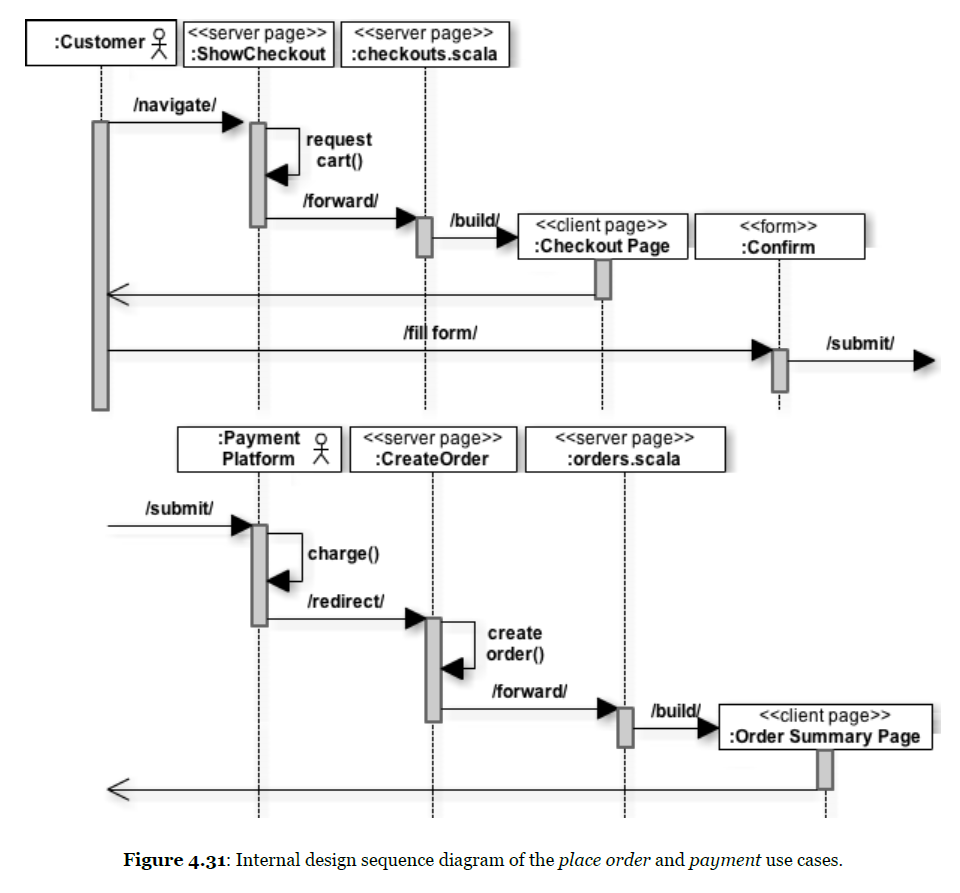 :Customer
<<server page>>
:ShowCheckout
<<server page>>
:checkouts.scala
/navigate/
request
cart()
/forward/
/build/
<<client page>>
:Checkout Page
<<form>>
:Confirm
/fill form/
/submit/
:Payment
Platform
<<server page>>
:CreateOrder
<<server page>>
:orders.scala
/submit/
charge()
/redirect/
create
order()
/forward/
/build/
<<client page>>
:Order Summary Page
Figure 4.31: Internal design sequence diagram of the place order and payment use cases.